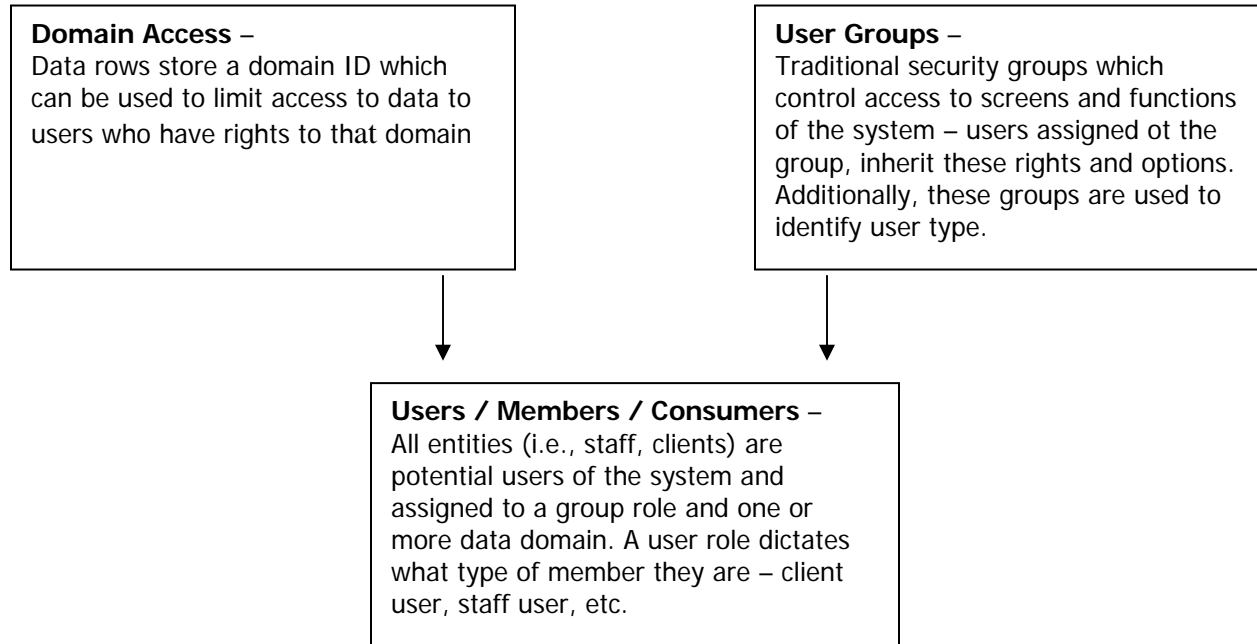 Domain Access –
Data rows store a domain ID which
can be used to limit access to data to
users who have rights to that domain
User Groups –
Traditional security groups which
control access to screens and functions
of the system – users assigned ot the
group, inherit these rights and options.
Additionally, these groups are used to
identify user type.
Users / Members / Consumers –
All entities (i.e., staff, clients) are
potential users of the system and
assigned to a group role and one or
more data domain. A user role dictates
what type of member they are – client
user, staff user, etc.